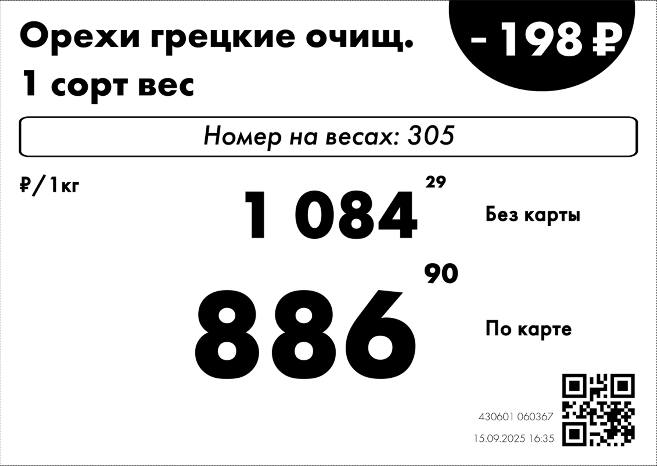 Орехи грецкие очищ.
1 сорт вес
- 198 ₽
Номер на весах: 305
₽/1кг
1 084 29
Без карты
886 90
По карте
430601 060367
15.09.2025 16:35